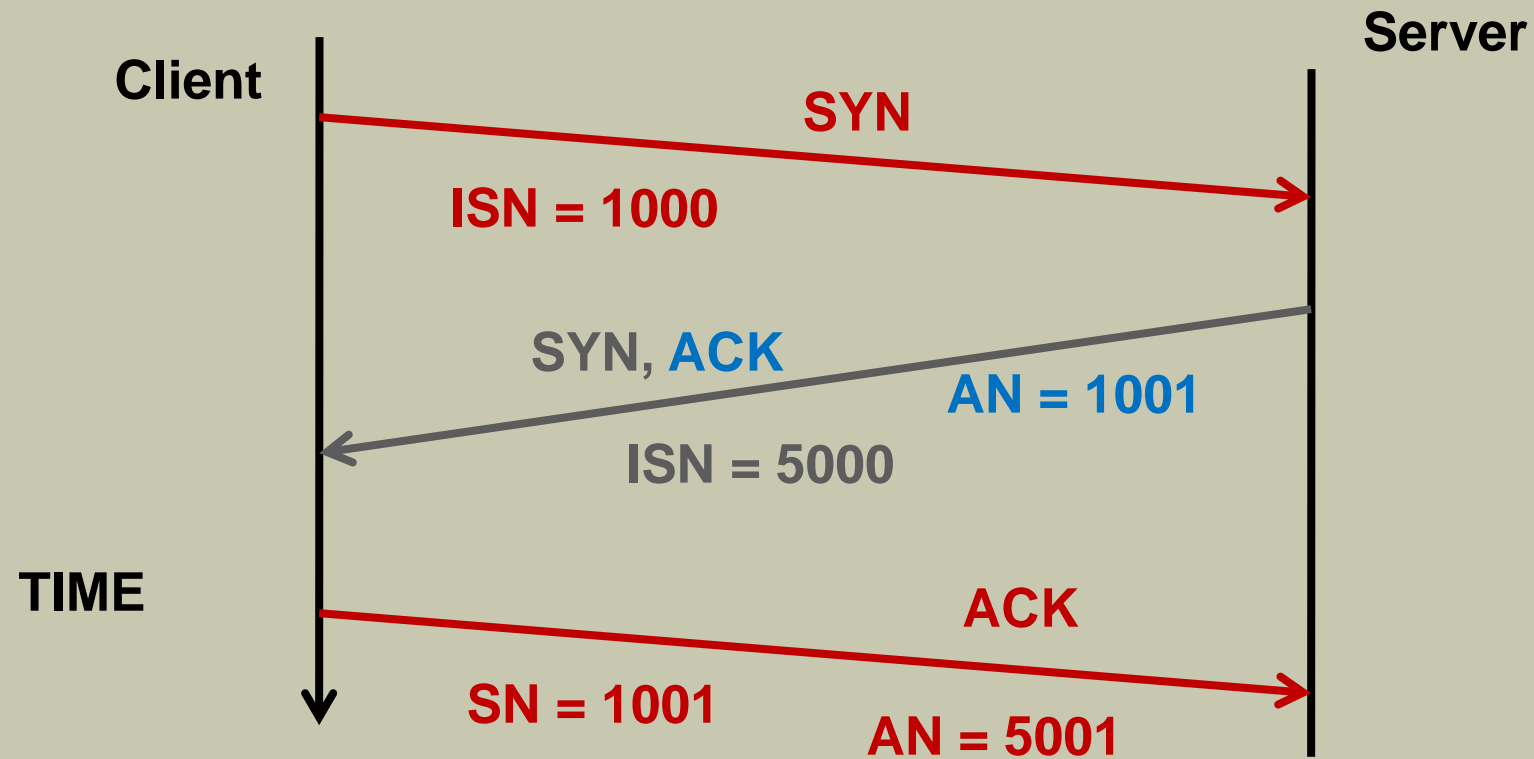 Server
Client
SYN
ISN = 1000
SYN, ACK
AN = 1001
ISN = 5000
TIME
ACK
SN = 1001
AN = 5001